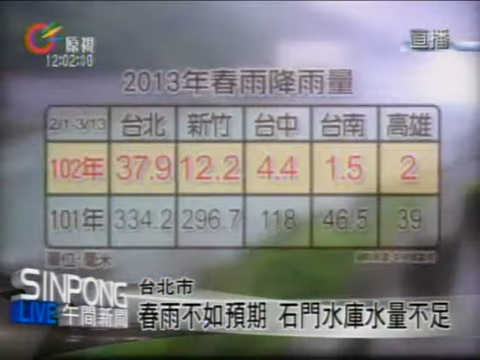 原視
直播
12:02:00
2013年春雨降雨量
2/1-3/13 台北 新竹 台中 台南 高雄
102年 37.9 12.2 4.4 1.5 2
101年 334.2 296.7 118 46.5 39
單位:毫米
SINPONG
LIVE 午間新聞
台北市
春雨不如預期 石門水庫水量不足